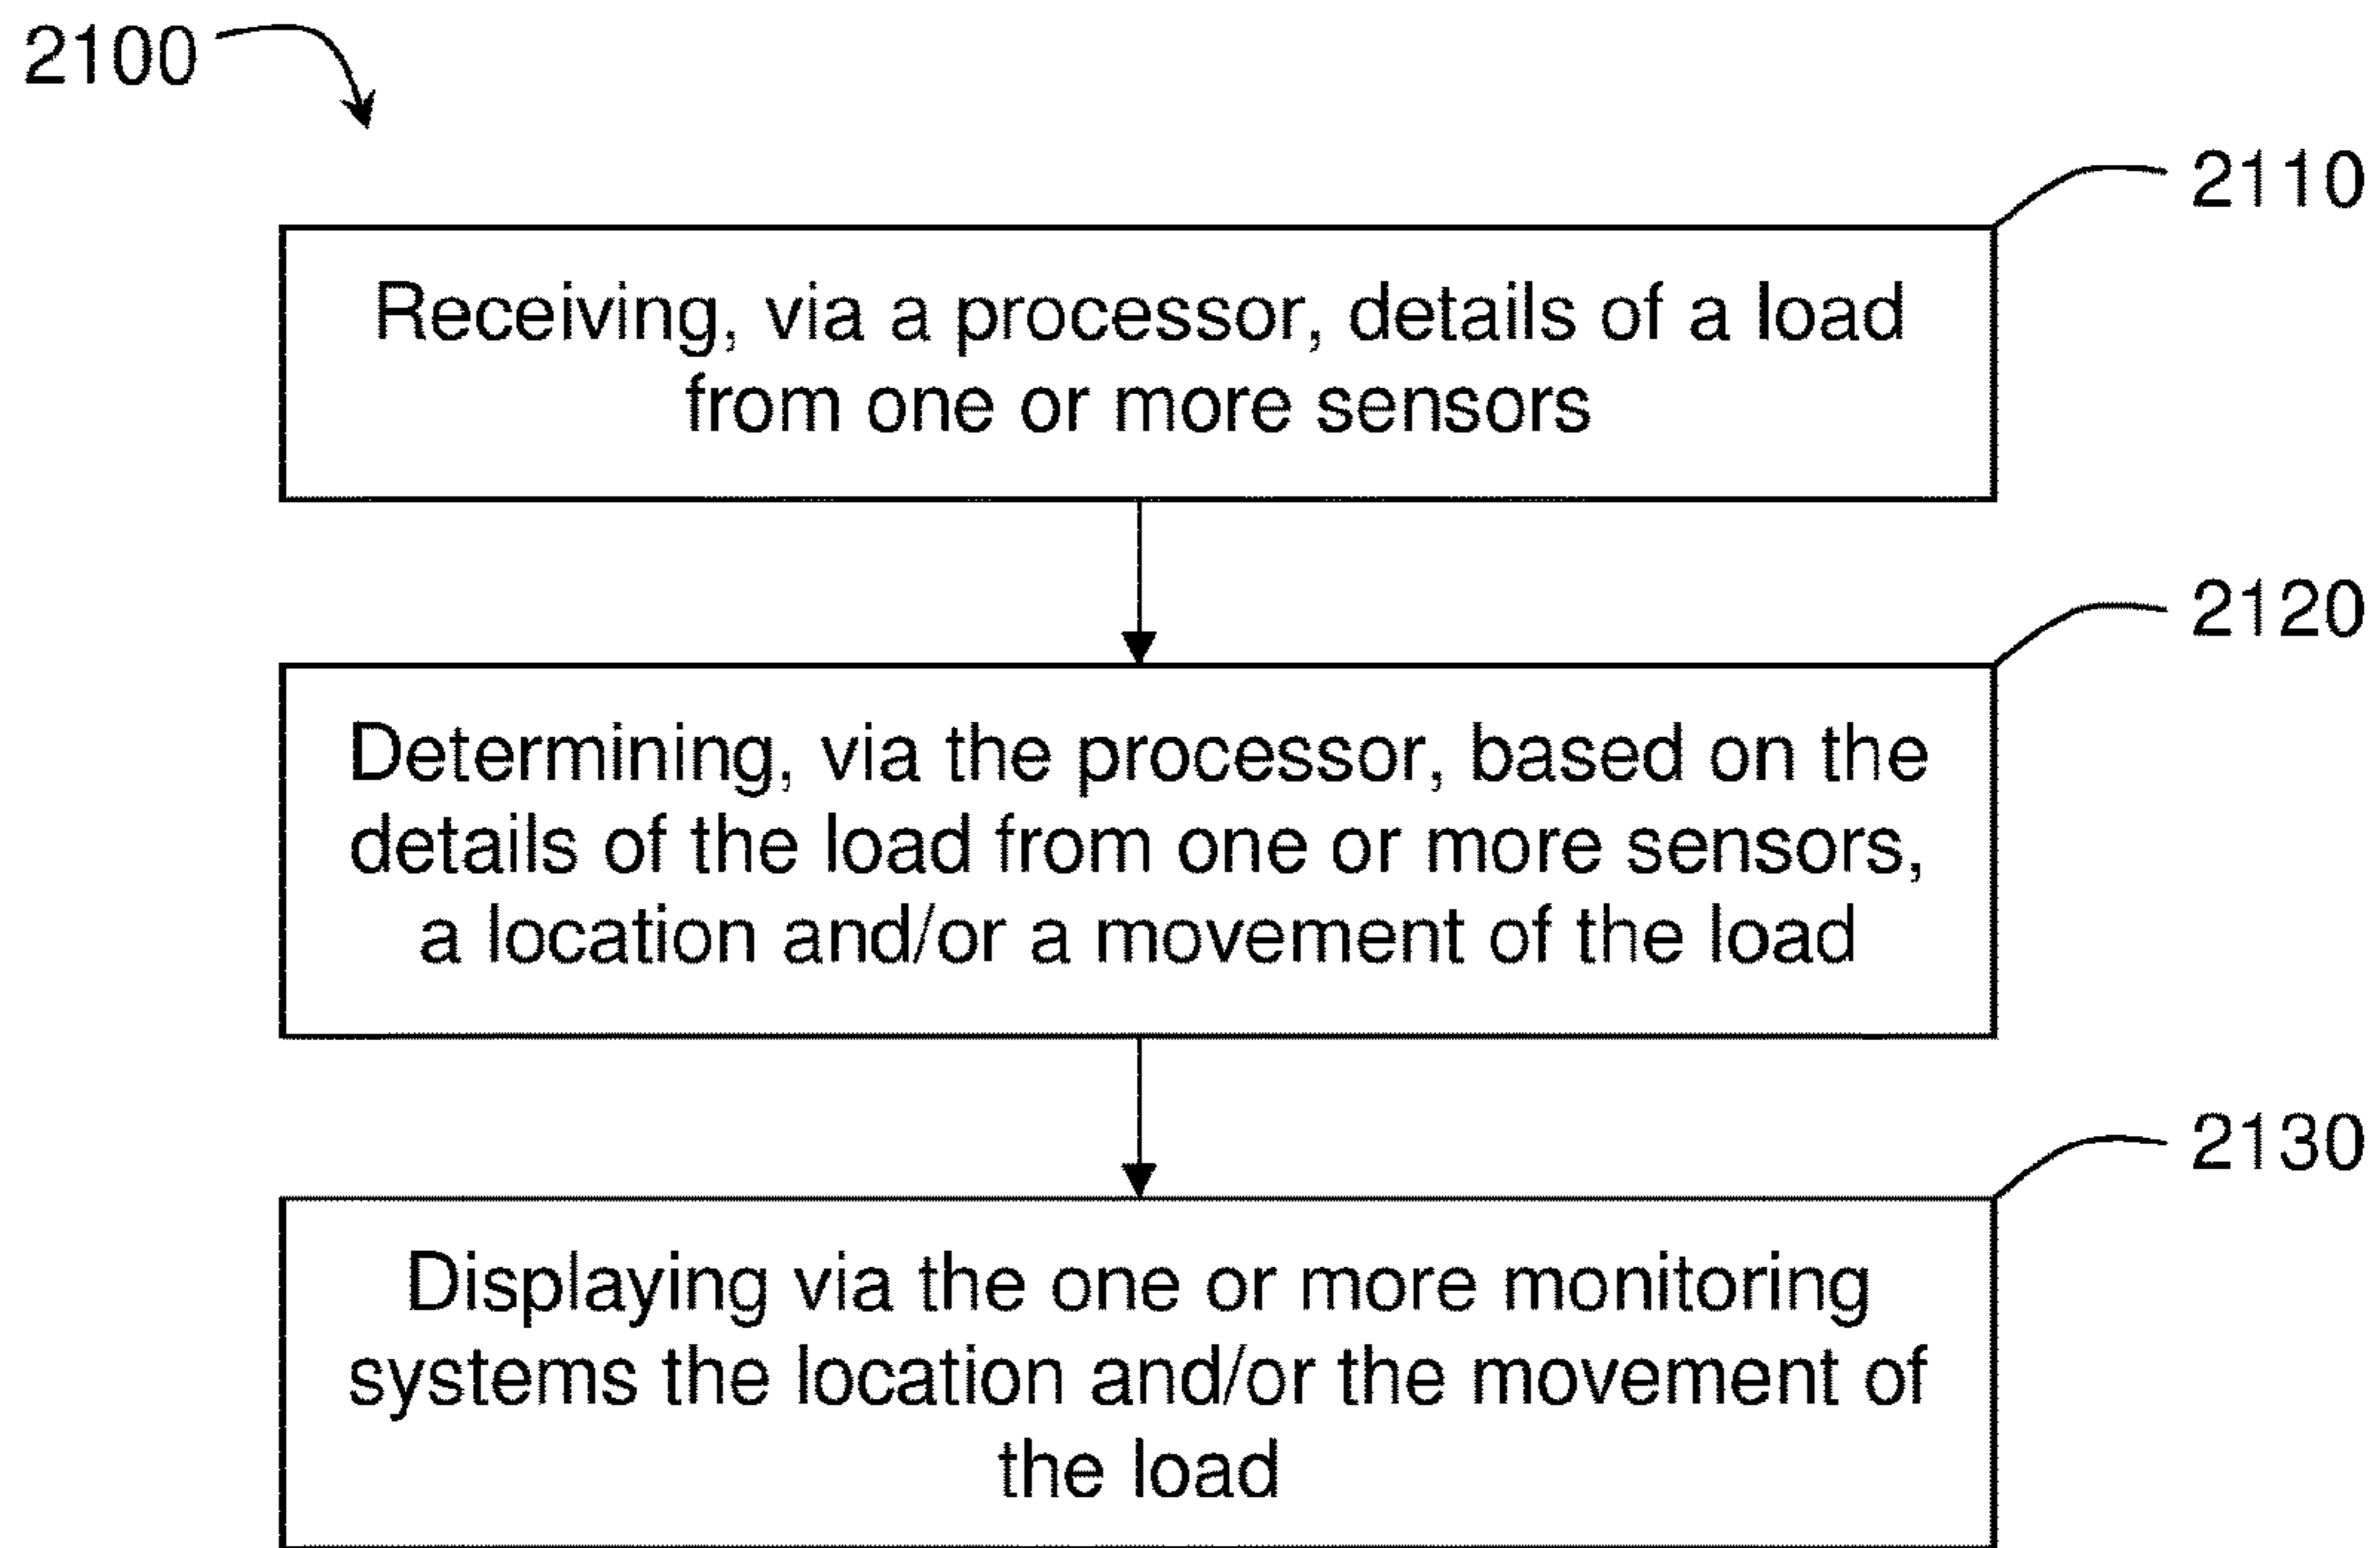 2100
2110
Receiving, via a processor, details of a load
from one or more sensors
2120
Determining, via the processor, based on the
details of the load from one or more sensors,
a location and/or a movement of the load
2130
Displaying via the one or more monitoring
systems the location and/or the movement of
the load